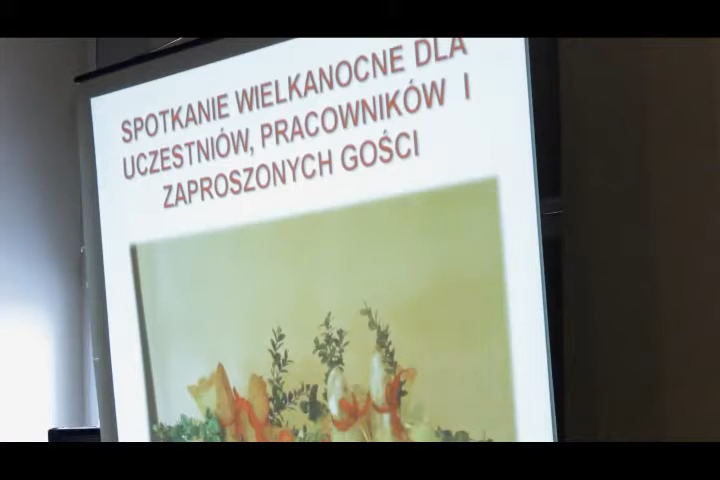 SPOTKANIE WIELKANOCNE DLA
UCZESTNIÓW, PRACOWNIKÓW I
ZAPROSZONYCH GOŚCI